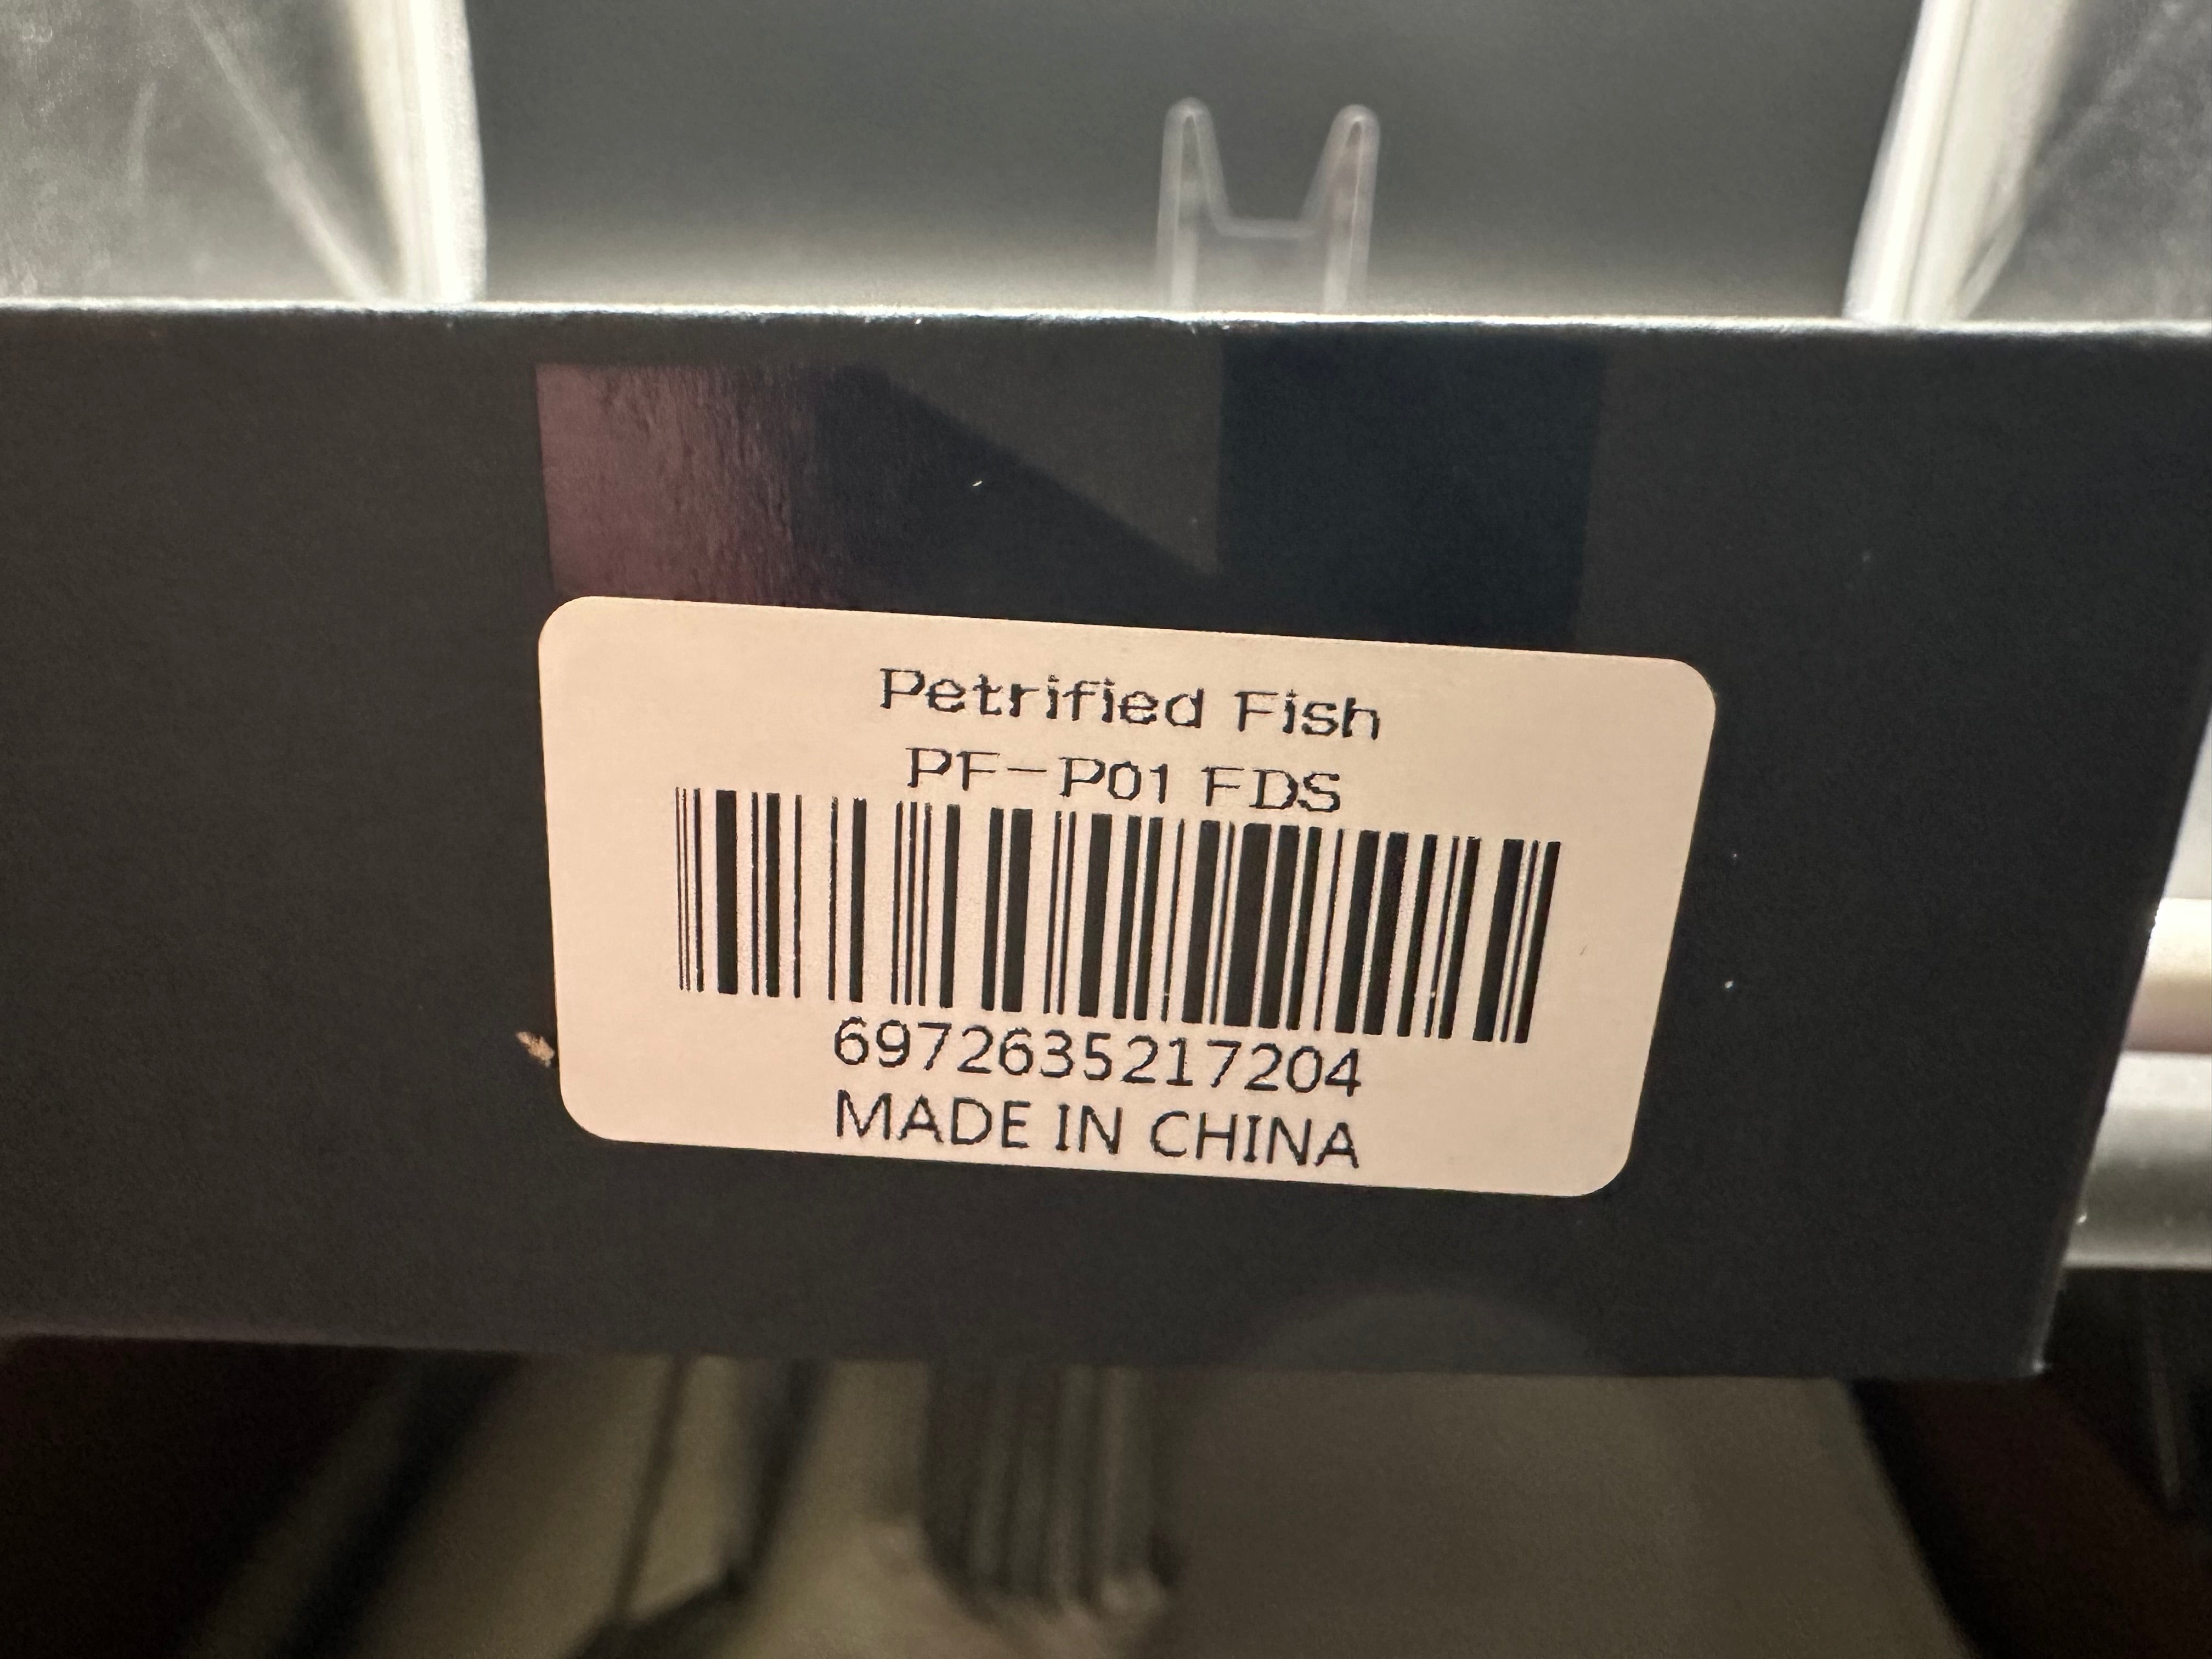 Petrified Fish
PF-P01 FDS
6972635217204
MADE IN CHINA